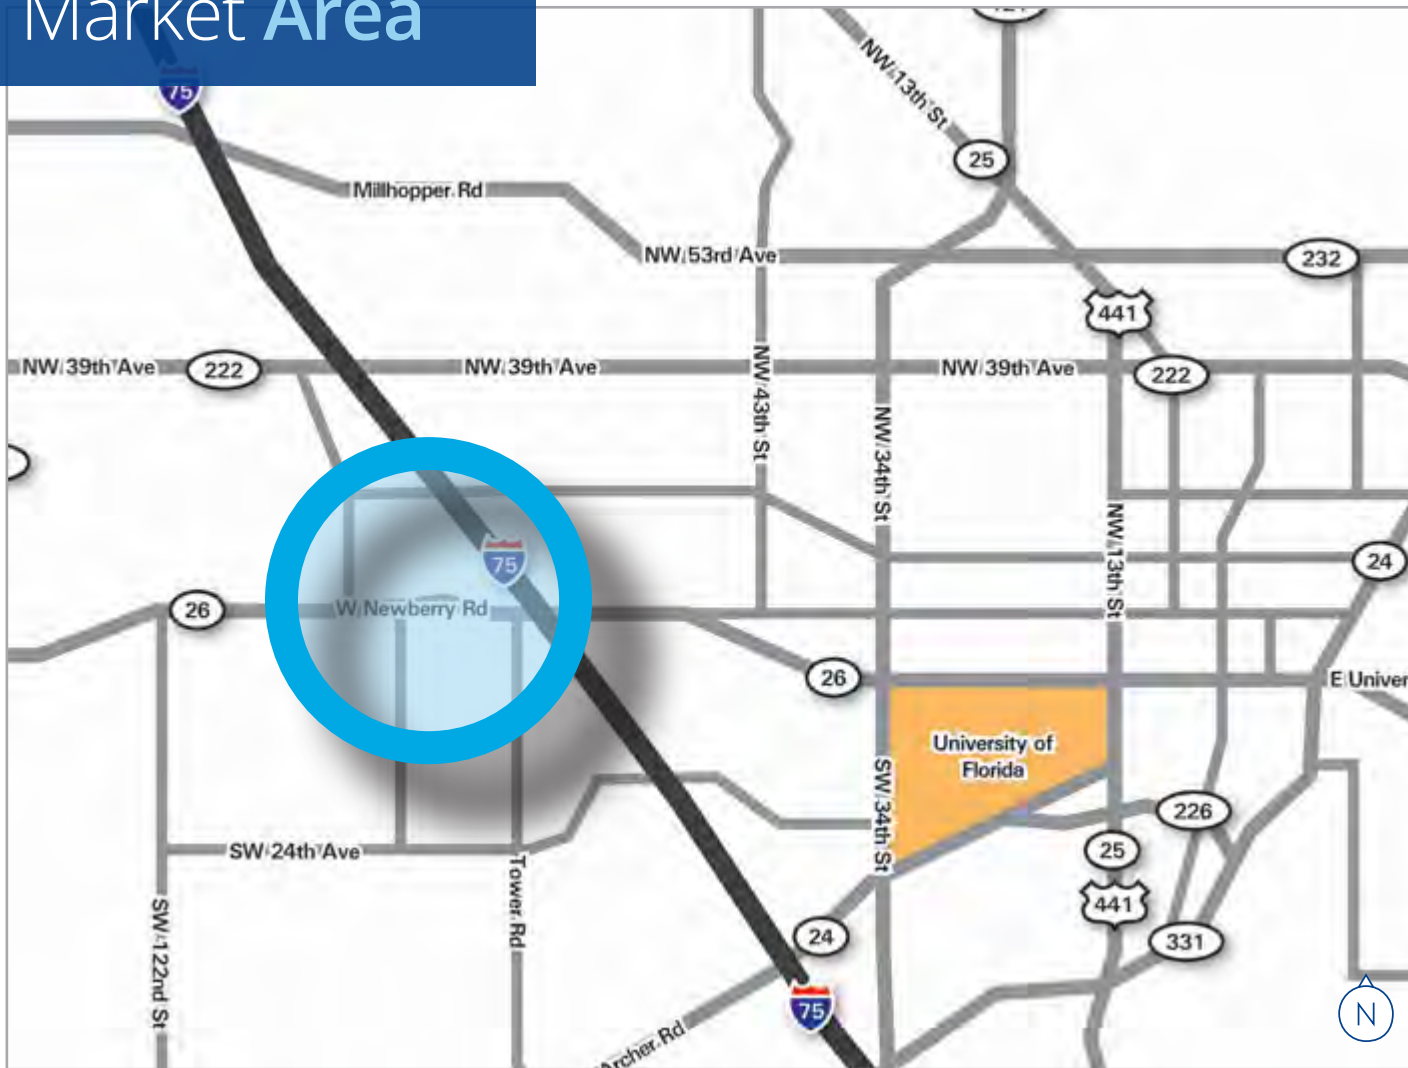 Market Area
75
NW 13th St
25
Millhopper Rd
NW 53rd Ave
232
441
NW 39th Ave
222
NW 39th Ave
NW 39th Ave
222
NW 43th St
NW 34th St
NW 13th St
75
24
26
W Newberry Rd
26
E Univer
University of
Florida
SW 34th St
226
25
SW 24th Ave
Tower Rd
441
SW 122nd St
24
331
75
Archer Rd
N